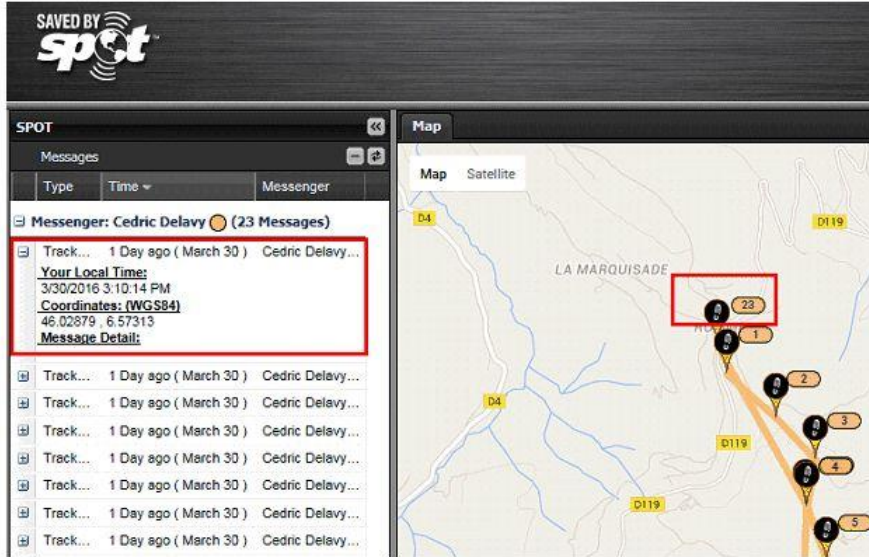 SAVED BY
spot
SPOT
Messages
Type Time Messenger
Messenger: Cedric Delavy (23 Messages)
Track... 1 Day ago ( March 30 ) Cedric Delavy...
Your Local Time:
3/30/2016 3:10:14 PM
Coordinates: (WGS84)
46.02879 , 6.57313
Message Detail:
Track... 1 Day ago ( March 30 ) Cedric Delavy...
Track... 1 Day ago ( March 30 ) Cedric Delavy...
Track... 1 Day ago ( March 30 ) Cedric Delavy...
Track... 1 Day ago ( March 30 ) Cedric Delavy...
Track... 1 Day ago ( March 30 ) Cedric Delavy...
Track... 1 Day ago ( March 30 ) Cedric Delavy...
Track... 1 Day ago ( March 30 ) Cedric Delavy...
Map
Map Satellite
D4
D119
LA MARQUISADE
23
1
2
D4
3
D119
4
D119
5